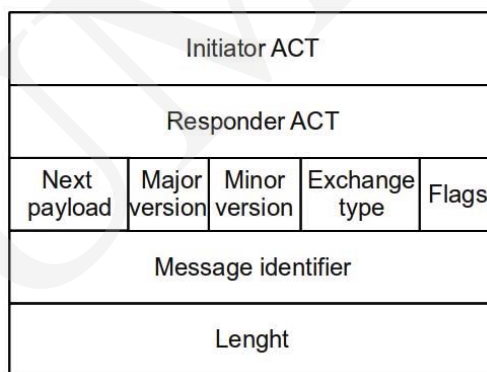 Initiator ACT
Responder ACT
Next payload
Major version
Minor version
Exchange type
Flags
Message identifier
Lenght